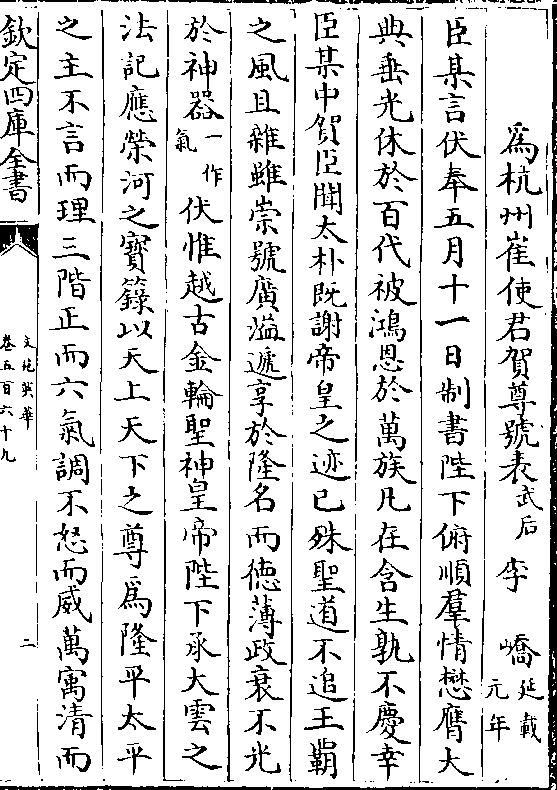 爲杭州崔使君賀尊號表武后 李嶠延載元年
臣某言伏奉五月十一日制書陛下俯順羣情懋膺大
典垂光休於百代被鴻恩於萬族凡在含生孰不慶幸
臣某中賀臣聞太朴既謝帝皇之迹已殊聖道不追王霸
之風且雜雖崇號廣溢遞享於隆名而德薄政衰不光
於神器一作氣伏惟越古金輪聖神皇帝陛下承大雲之
法記應榮河之寶籙以天上天下之尊爲隆平太平
之主不言而理三階正而六氣調不怒而威萬㝢清而
欽定四庫全書
文苑英華
卷五百六十九
二